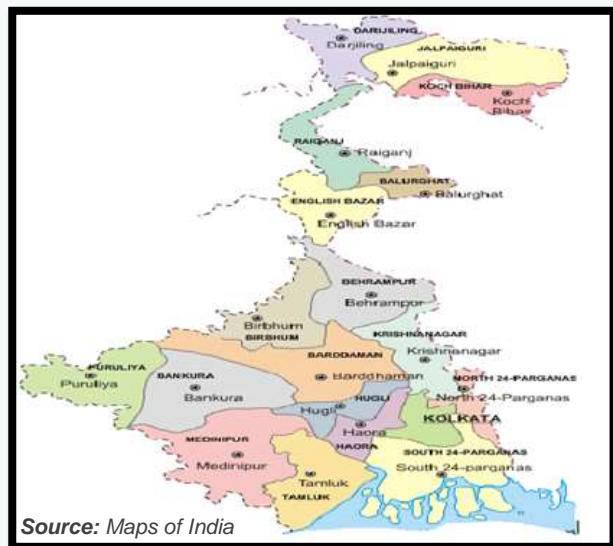 DARJILING
Darjiling
JALPAIGURI
Jalpaiguri
KOCH BIHAR
Koch
Bihar
RAIGANJ
Raiganj
BALURGHAT
Balurghat
ENGLISH BAZAR
English Bazar
BEHRAMPUR
Behrampur
Birbhum
BIRBHUM
KRISHNANAGAR
Krishnanagar
BARDDAMAN
Barddhaman
PURULIYA
Puruliya
BANKURA
Bankura
NORTH 24-PARGANAS
North 24-Parganas
HUGLI
Hugli
KOLKATA
Haora
HAORA
MEDINIPUR
Medinipur
SOUTH 24-PARGANAS
South 24-parganas
Tamluk
TAMLUK
Source: Maps of India